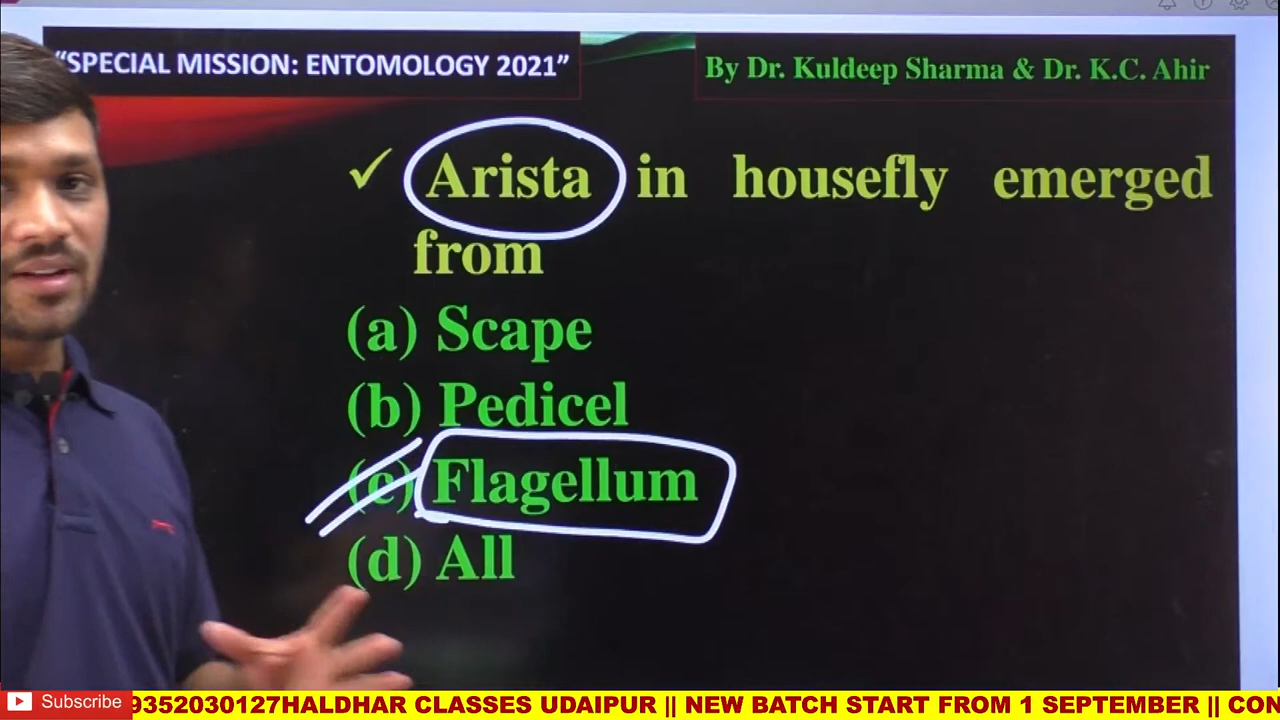 "SPECIAL MISSION: ENTOMOLOGY 2021"
By Dr. Kuldeep Sharma & Dr. K.C. Ahir
✓ Arista in housefly emerged
from
(a) Scape
(b) Pedicel
(c) Flagellum
(d) All
Subscribe 9352030127HALDHAR CLASSES UDAIPUR || NEW BATCH START FROM 1 SEPTEMBER || CON